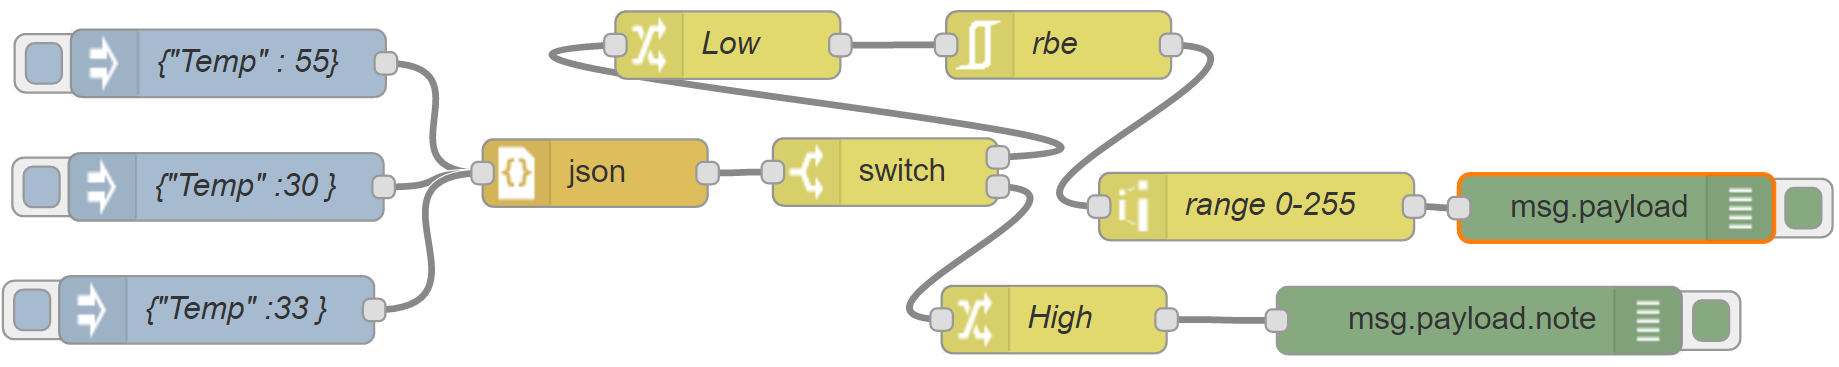 {"Temp" : 55}
Low
rbe
{"Temp" :30 }
json
switch
range 0-255
msg.payload
{"Temp" :33 }
High
msg.payload.note